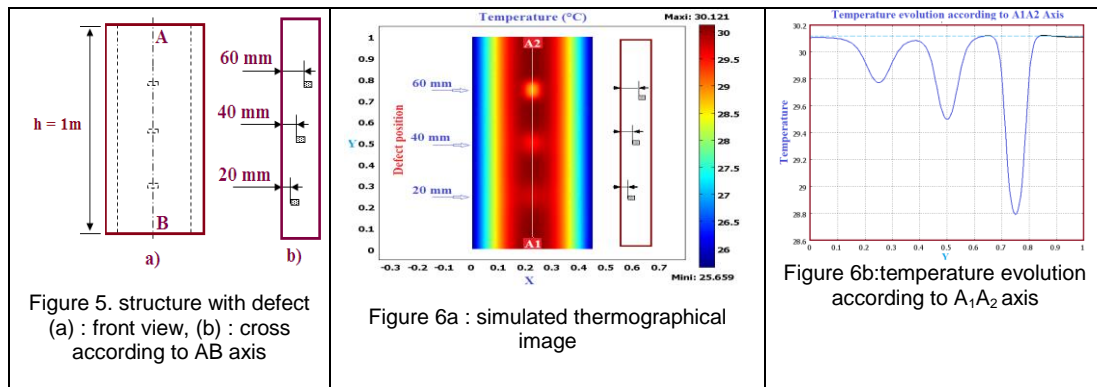 A
60 mm
40 mm
h = 1m
20 mm
B
a)
b)
Figure 5. structure with defect
(a) : front view, (b) : cross
according to AB axis
Temperature (°C)
Maxi: 30.121
1
0.9
0.8
0.7
0.6
Y 0.5
0.4
0.3
0.2
0.1
0
A2
60 mm
40 mm
Defect position
20 mm
A1
-0.3 -0.2 -0.1 0 0.1 0.2 0.3 0.4 0.5 0.6 0.7
X
30
29.5
29
28.5
28
27.5
27
26.5
26
Mini: 25.659
Figure 6a : simulated thermographical
image
Temperature evolution according to A1A2 Axis
30.2
30
29.8
29.6
29.4
29.2
29
28.8
28.6
Temperature
0 0.1 0.2 0.3 0.4 0.5 0.6 0.7 0.8 0.9 1
Y
Figure 6b:temperature evolution
according to A1A2 axis